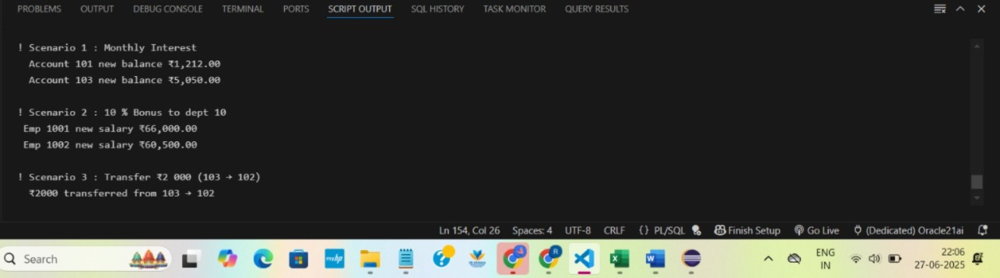 PROBLEMS OUTPUT DEBUG CONSOLE TERMINAL PORTS SCRIPT OUTPUT SQL HISTORY TASK MONITOR QUERY RESULTS
! Scenario 1 : Monthly Interest
Account 101 new balance ₹1,212.00
Account 103 new balance ₹5,050.00
! Scenario 2 : 10 % Bonus to dept 10
Emp 1001 new salary ₹66,000.00
Emp 1002 new salary ₹60,500.00
! Scenario 3 : Transfer ₹2 000 (103 → 102)
₹2000 transferred from 103 → 102
Ln 154, Col 26 Spaces: 4 UTF-8 CRLF {} PL/SQL Finish Setup Go Live (Dedicated) Oracle21ai
Search myhp R ENG 22:06
IN 27-06-2025